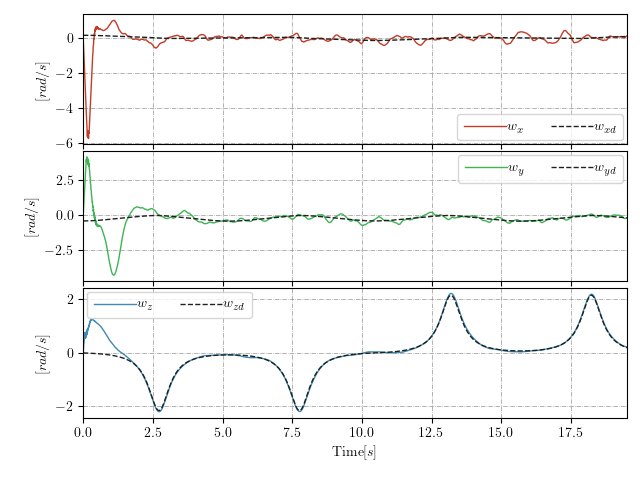 0
−2
−4
−6
[rad/s]
w_x
w_xd
2.5
0.0
−2.5
[rad/s]
w_y
w_yd
2
0
−2
[rad/s]
w_z
w_zd
0.0 2.5 5.0 7.5 10.0 12.5 15.0 17.5
Time[s]